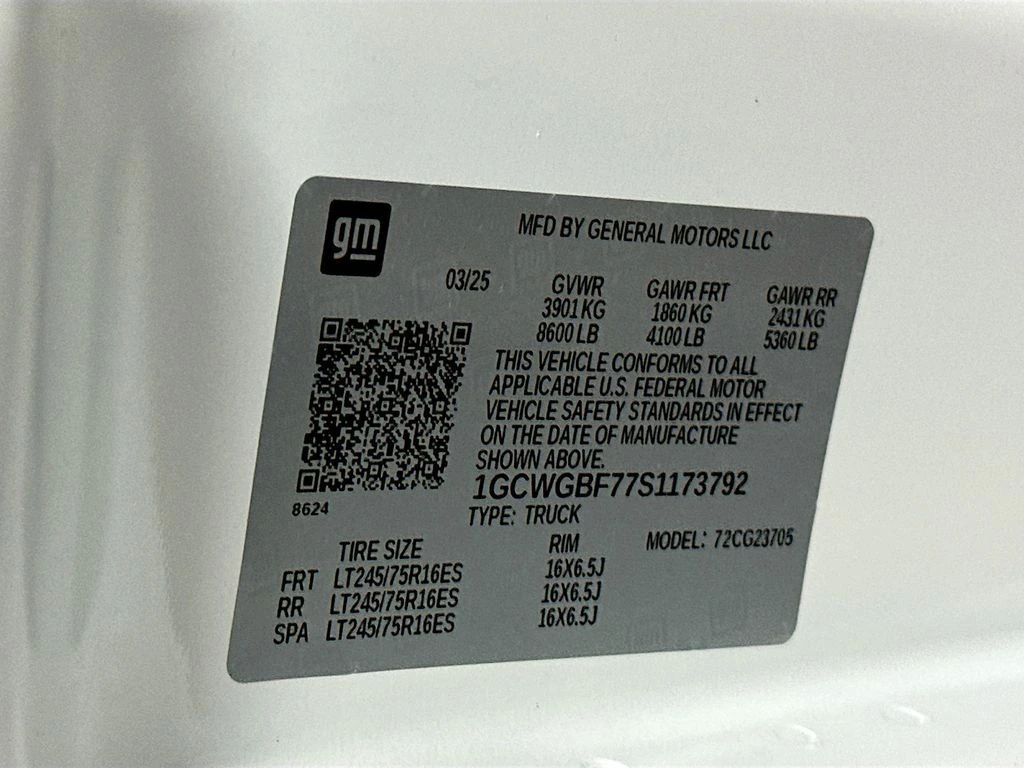 gm
MFD BY GENERAL MOTORS LLC
03/25 GVWR GAWR FRT GAWR RR
3901 KG 1860 KG 2431 KG
8600 LB 4100 LB 5360 LB
THIS VEHICLE CONFORMS TO ALL
APPLICABLE U.S. FEDERAL MOTOR
VEHICLE SAFETY STANDARDS IN EFFECT
ON THE DATE OF MANUFACTURE
SHOWN ABOVE.
1GCWGBF77S1173792
8624
TYPE: TRUCK
TIRE SIZE RIM MODEL: 72CG23705
FRT LT245/75R16ES 16X6.5J
RR LT245/75R16ES 16X6.5J
SPA LT245/75R16ES 16X6.5J